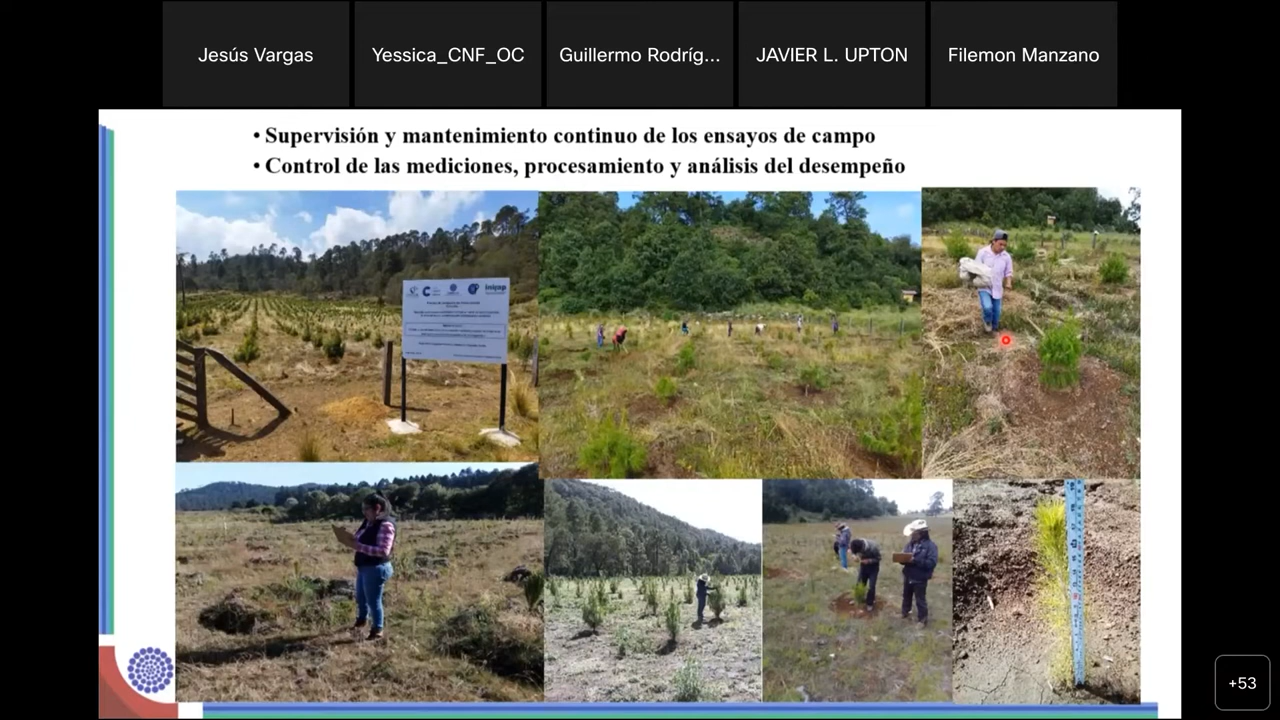 Jesús Vargas
Yessica_CNF_OC
Guillermo Rodríg...
JAVIER L. UPTON
Filemon Manzano
• Supervisión y mantenimiento continuo de los ensayos de campo
• Control de las mediciones, procesamiento y análisis del desempeño
inifap
+53